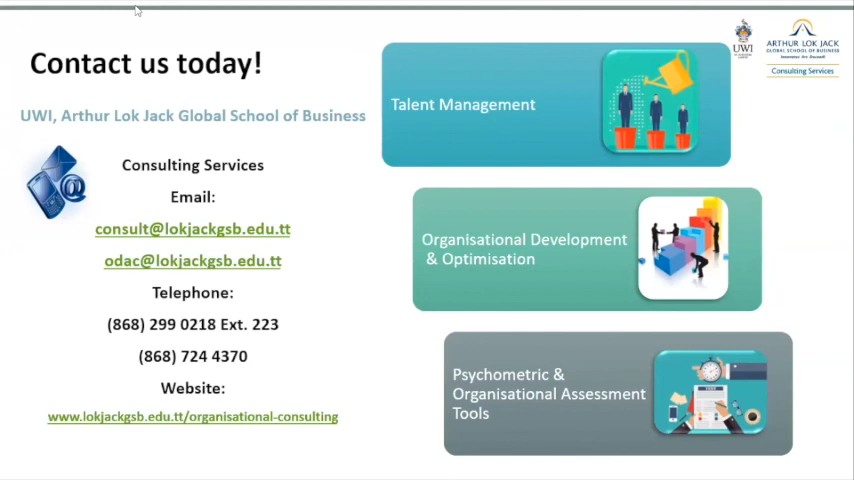 Contact us today!
UWI, Arthur Lok Jack Global School of Business
Consulting Services
Email:
consult@lokjackgsb.edu.tt
odac@lokjackgsb.edu.tt
Telephone:
(868) 299 0218 Ext. 223
(868) 724 4370
Website:
www.lokjackgsb.edu.tt/organisational-consulting
Talent Management
Organisational Development
& Optimisation
Psychometric &
Organisational Assessment
Tools
UWI
ARTHUR LOK JACK
GLOBAL SCHOOL OF BUSINESS
Consulting Services